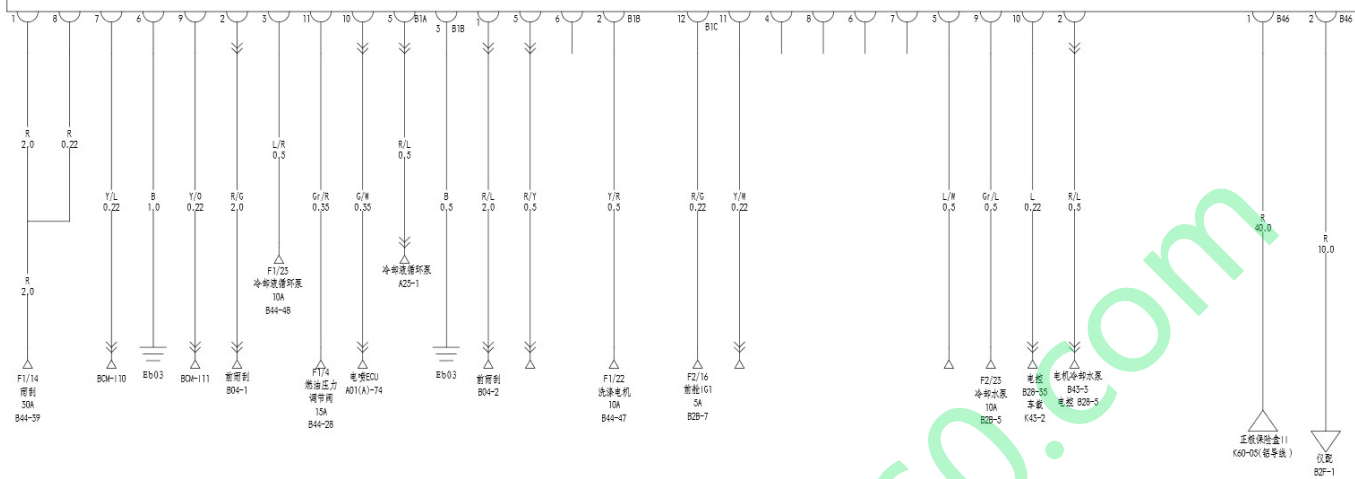 1 8 7 6 9 2 3 11 10 5 B1A 3 B1B 1 5 6 2 B1B 12 B1C 11 4 8 6 7 5 9 10 2 1 B46 2 B46
R
2.0
R
0.22
Y/L
0.22
B
1.0
Y/O
0.22
R/G
2.0
L/R
0.5
Gr/R
0.35
G/W
0.35
R/L
0.5
B
0.5
R/L
2.0
R/Y
0.5
Y/R
0.5
R/G
0.22
Y/W
0.22
L/W
0.5
Gr/L
0.5
L
0.22
R/L
0.5
R
40.0
R
10.0
R
2.0
F1/14
雨刮
30A
B44-39
BCM-I10
Eb03
BCM-I11
前雨刮
B04-1
F1/23
冷却液循环泵
10A
B44-48
F1/4
燃油压力
调节阀
15A
B44-28
电喷ECU
A01(A)-74
冷却液循环泵
A25-1
Eb03
前雨刮
B04-2
F1/22
洗涤电机
10A
B44-47
F2/16
前舱IG1
5A
B2B-7
F2/23
冷却水泵
10A
B2B-5
电控
B28-33
车载
K43-2
电机冷却水泵
B43-3
电控 B28-5
正极保险盒II
K60-05(铝导线)
仪配
B2F-1
60.com